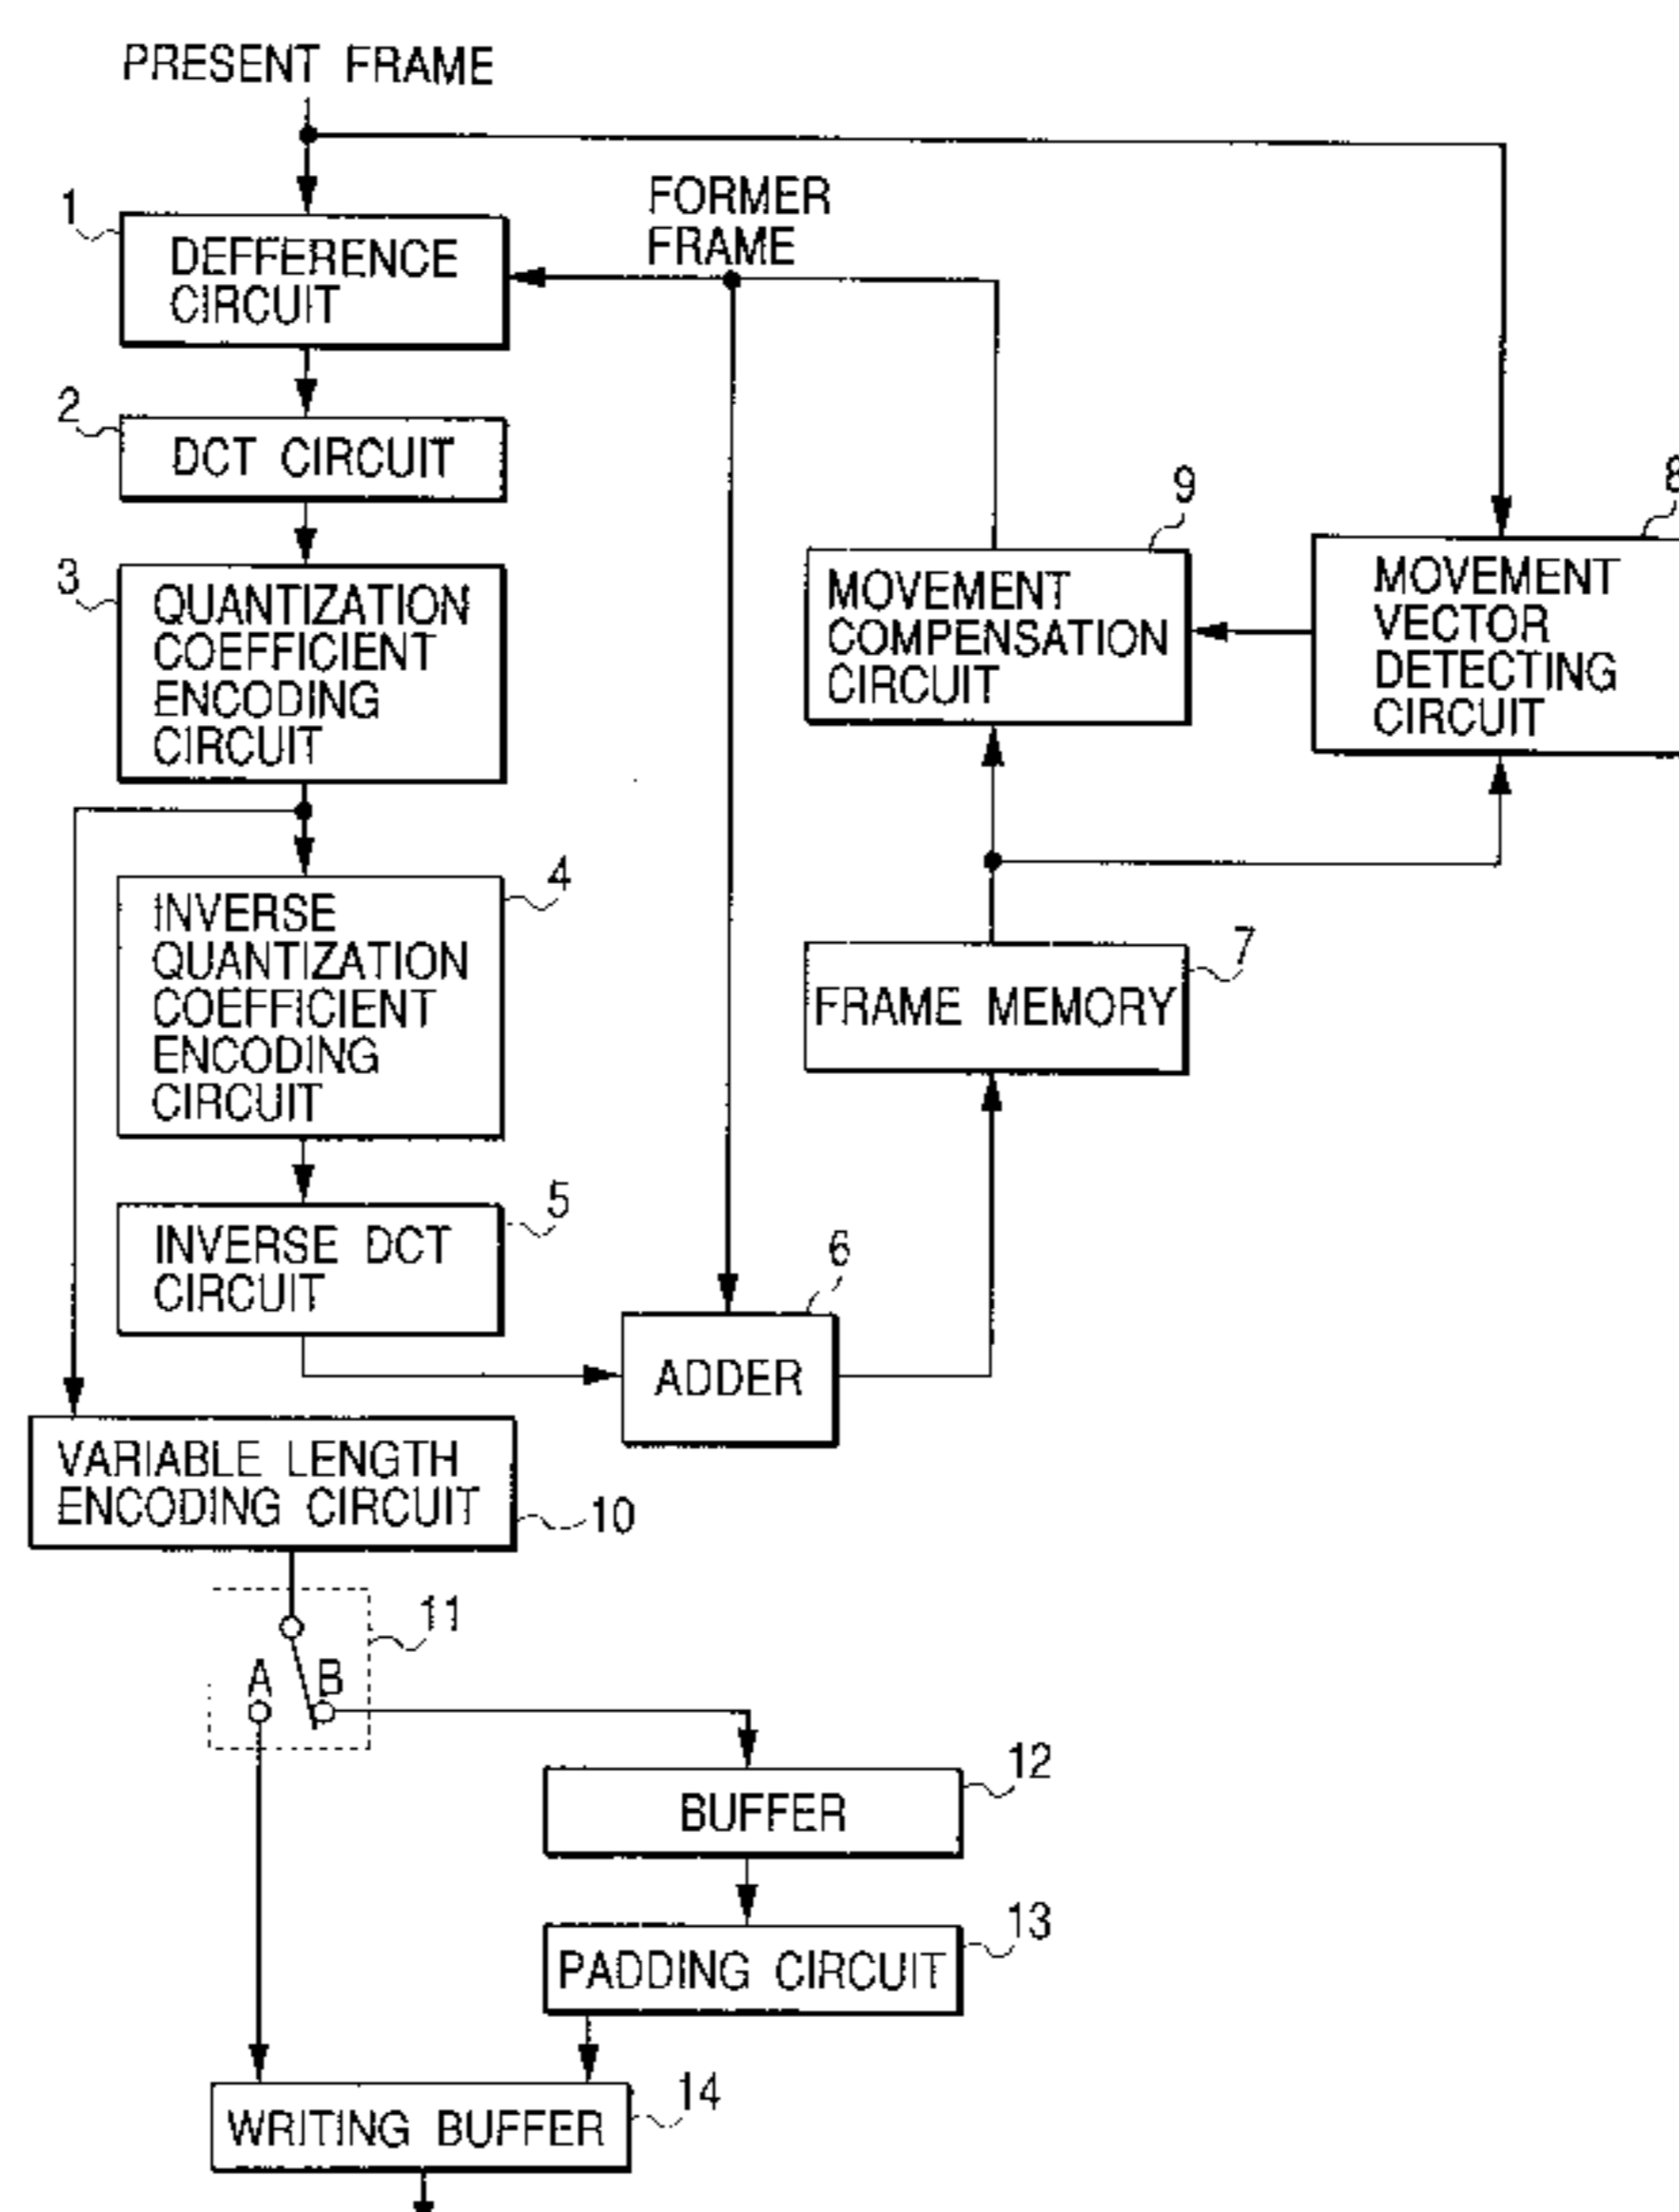 PRESENT FRAME
1
DEFFERENCE
CIRCUIT
FORMER
FRAME
2
DCT CIRCUIT
3
QUANTIZATION
COEFFICIENT
ENCODING
CIRCUIT
9
MOVEMENT
COMPENSATION
CIRCUIT
8
MOVEMENT
VECTOR
DETECTING
CIRCUIT
4
INVERSE
QUANTIZATION
COEFFICIENT
ENCODING
CIRCUIT
7
FRAME MEMORY
5
INVERSE DCT
CIRCUIT
6
ADDER
VARIABLE LENGTH
ENCODING CIRCUIT
10
11
A B
12
BUFFER
13
PADDING CIRCUIT
14
WRITING BUFFER